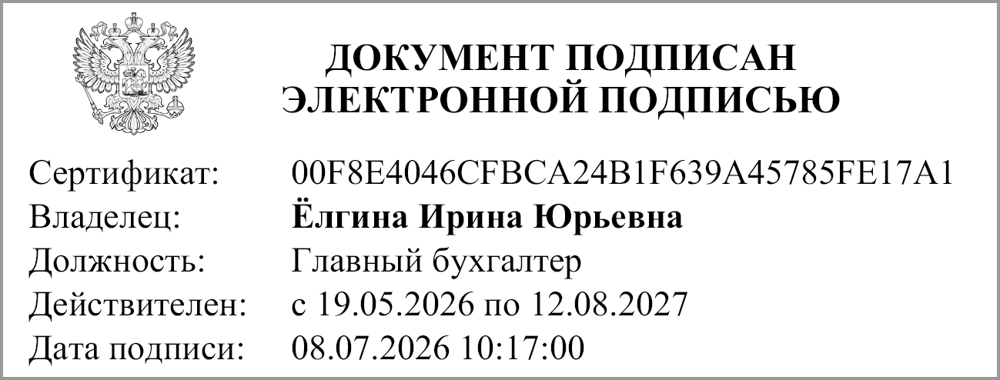 ДОКУМЕНТ ПОДПИСАН
ЭЛЕКТРОННОЙ ПОДПИСЬЮ
Сертификат: 00F8E4046CFBCA24B1F639A45785FE17A1
Владелец: Ёлгина Ирина Юрьевна
Должность: Главный бухгалтер
Действителен: с 19.05.2026 по 12.08.2027
Дата подписи: 08.07.2026 10:17:00